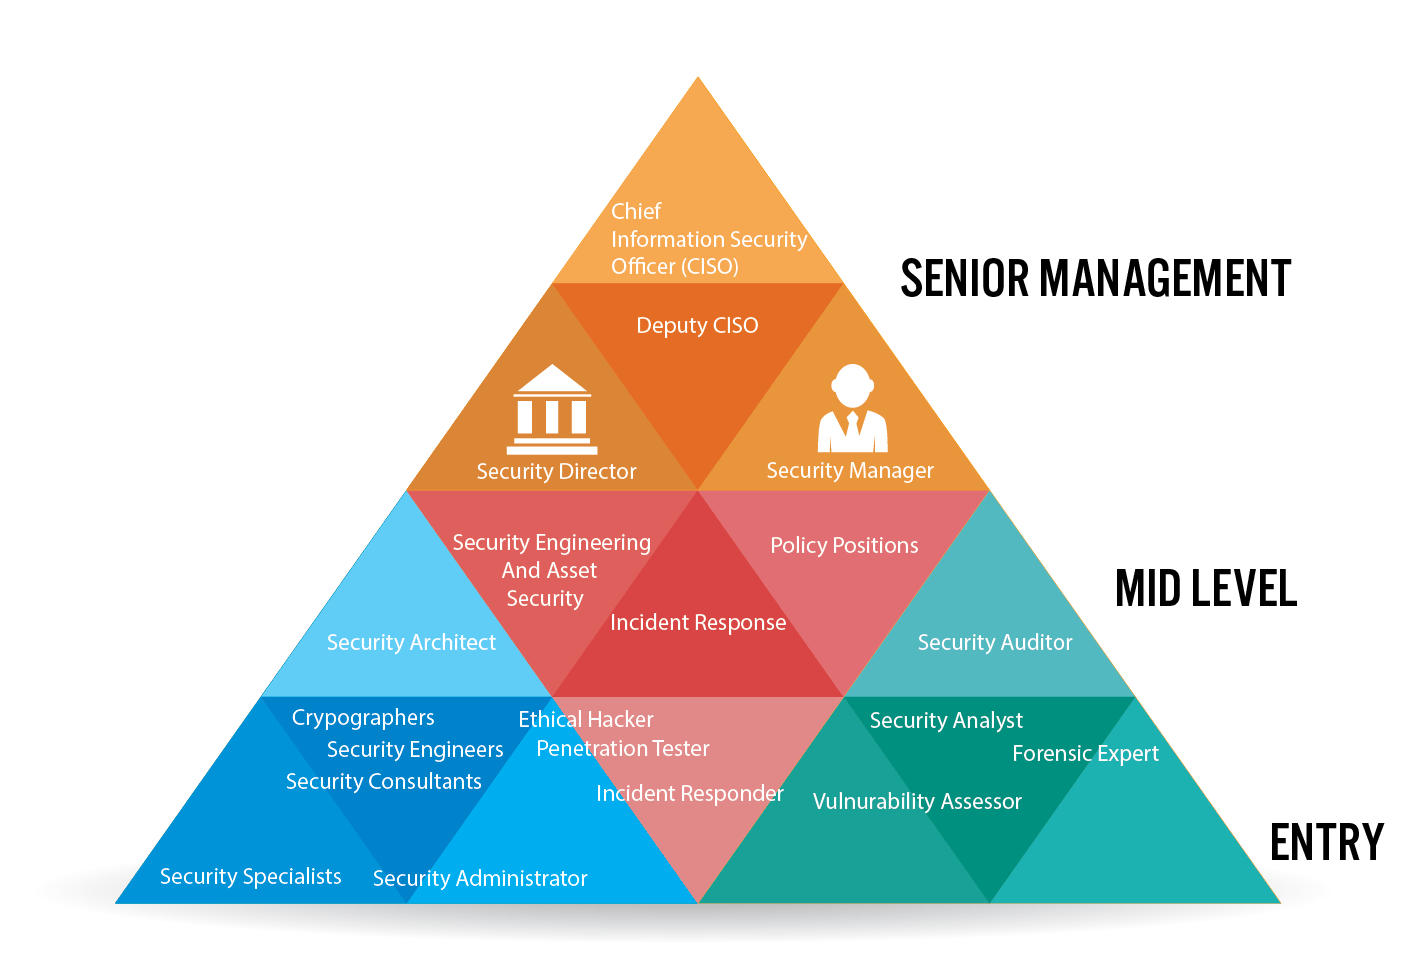 Chief
Information Security
Officer (CISO)
SENIOR MANAGEMENT
Deputy CISO
Security Director
Security Manager
Security Engineering
And Asset
Security
Policy Positions
Incident Response
MID LEVEL
Security Architect
Security Auditor
Crypographers
Security Engineers
Security Consultants
Ethical Hacker
Penetration Tester
Incident Responder
Security Analyst
Forensic Expert
Vulnurability Assessor
ENTRY
Security Specialists
Security Administrator